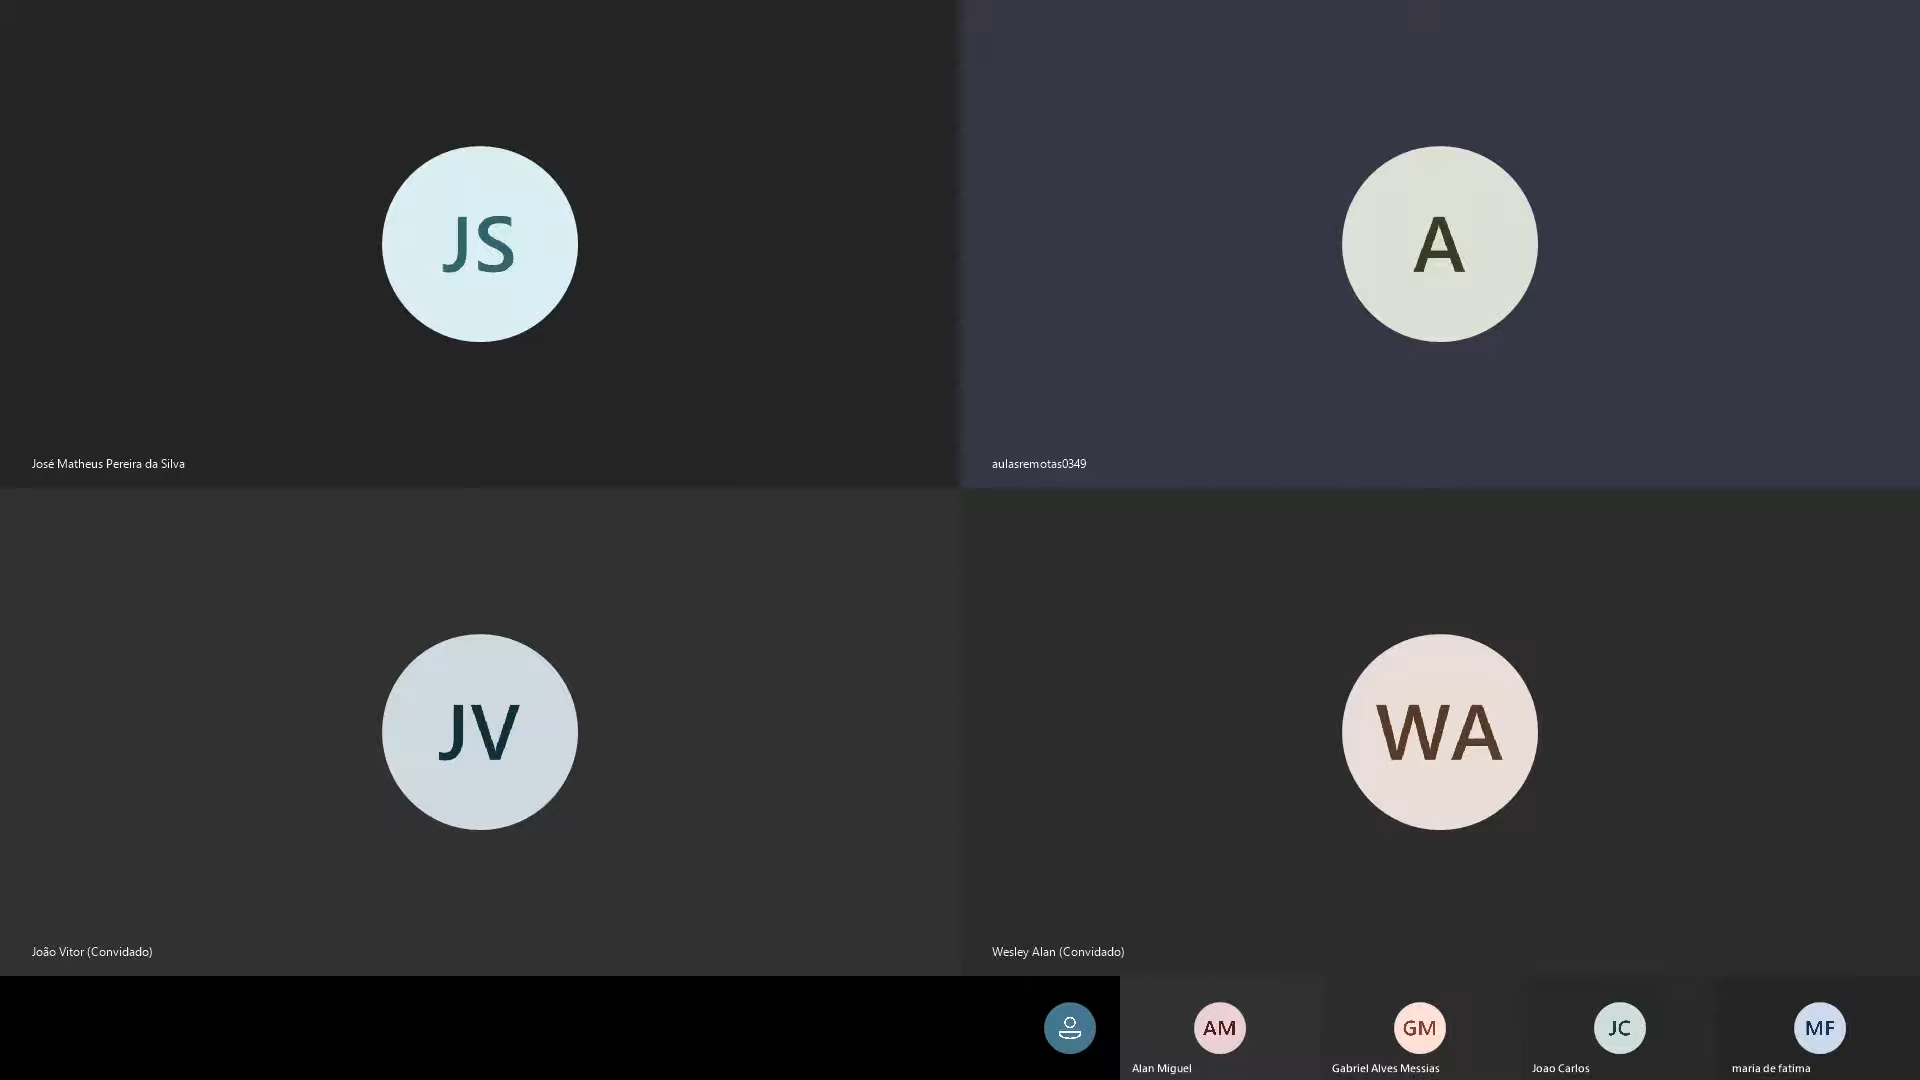 JS
José Matheus Pereira da Silva
A
aulasremotas0349
JV
João Vitor (Convidado)
WA
Wesley Alan (Convidado)
AM
Alan Miguel
GM
Gabriel Alves Messias
JC
Joao Carlos
MF
maria de fatima